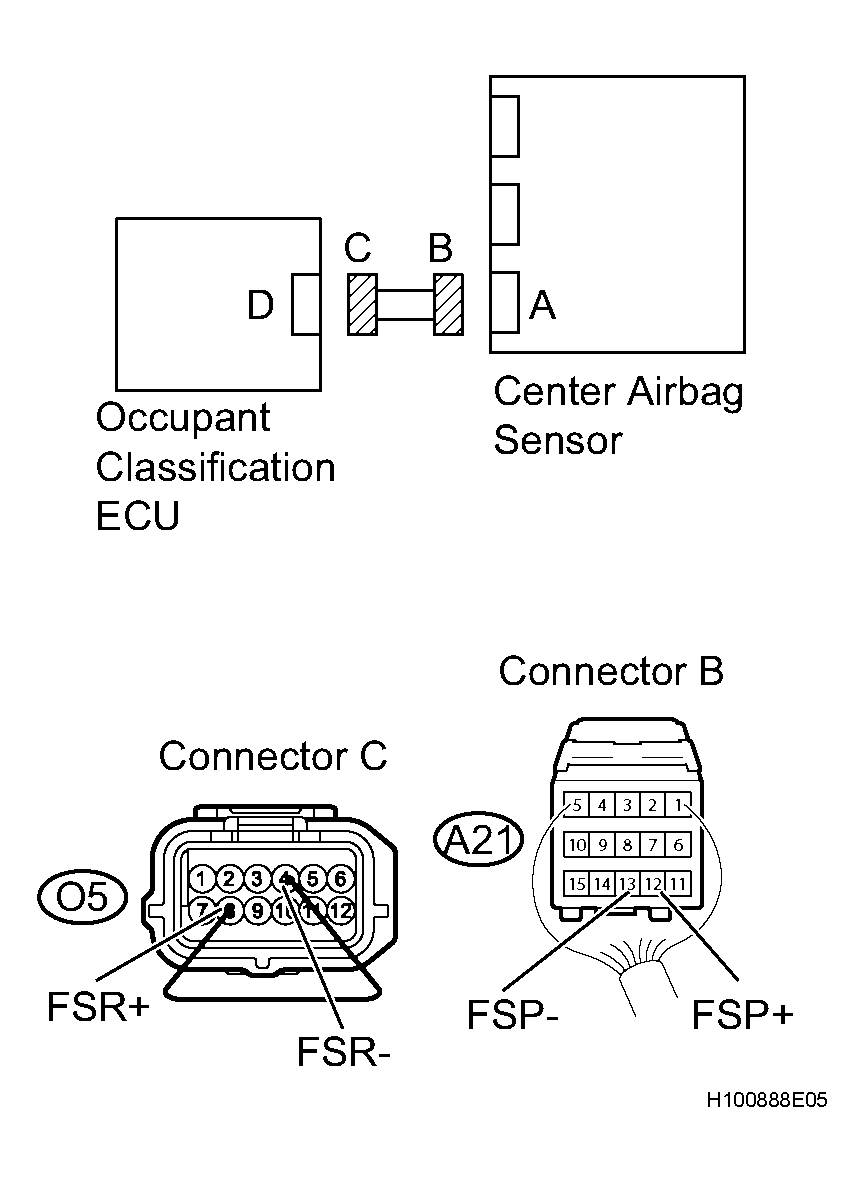 C
B
D
A
Center Airbag
Sensor
Occupant
Classification
ECU
Connector B
Connector C
5 4 3 2 1
A21
10 9 8 7 6
1 2 3 4 5 6
15 14 13 12 11
O5
7 8 9 10 11 12
FSR+
FSP-
FSP+
FSR-
H100888E05